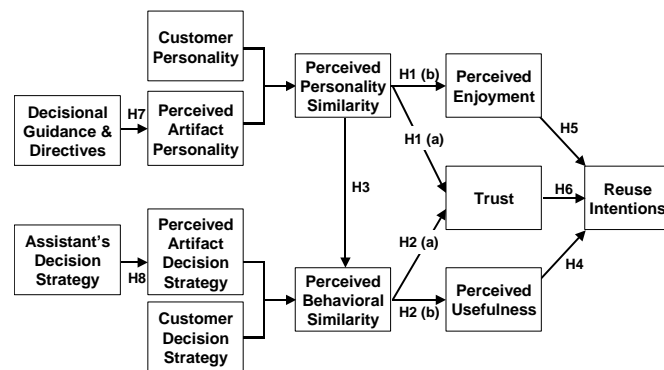 Customer
Personality
Perceived
Personality
Similarity
H1 (b)
Perceived
Enjoyment
Decisional
Guidance &
Directives
H7
Perceived
Artifact
Personality
H1 (a)
H5
H3
Trust
H6
Reuse
Intentions
Assistant's
Decision
Strategy
H8
Perceived
Artifact
Decision
Strategy
H2 (a)
H4
Perceived
Behavioral
Similarity
H2 (b)
Perceived
Usefulness
Customer
Decision
Strategy